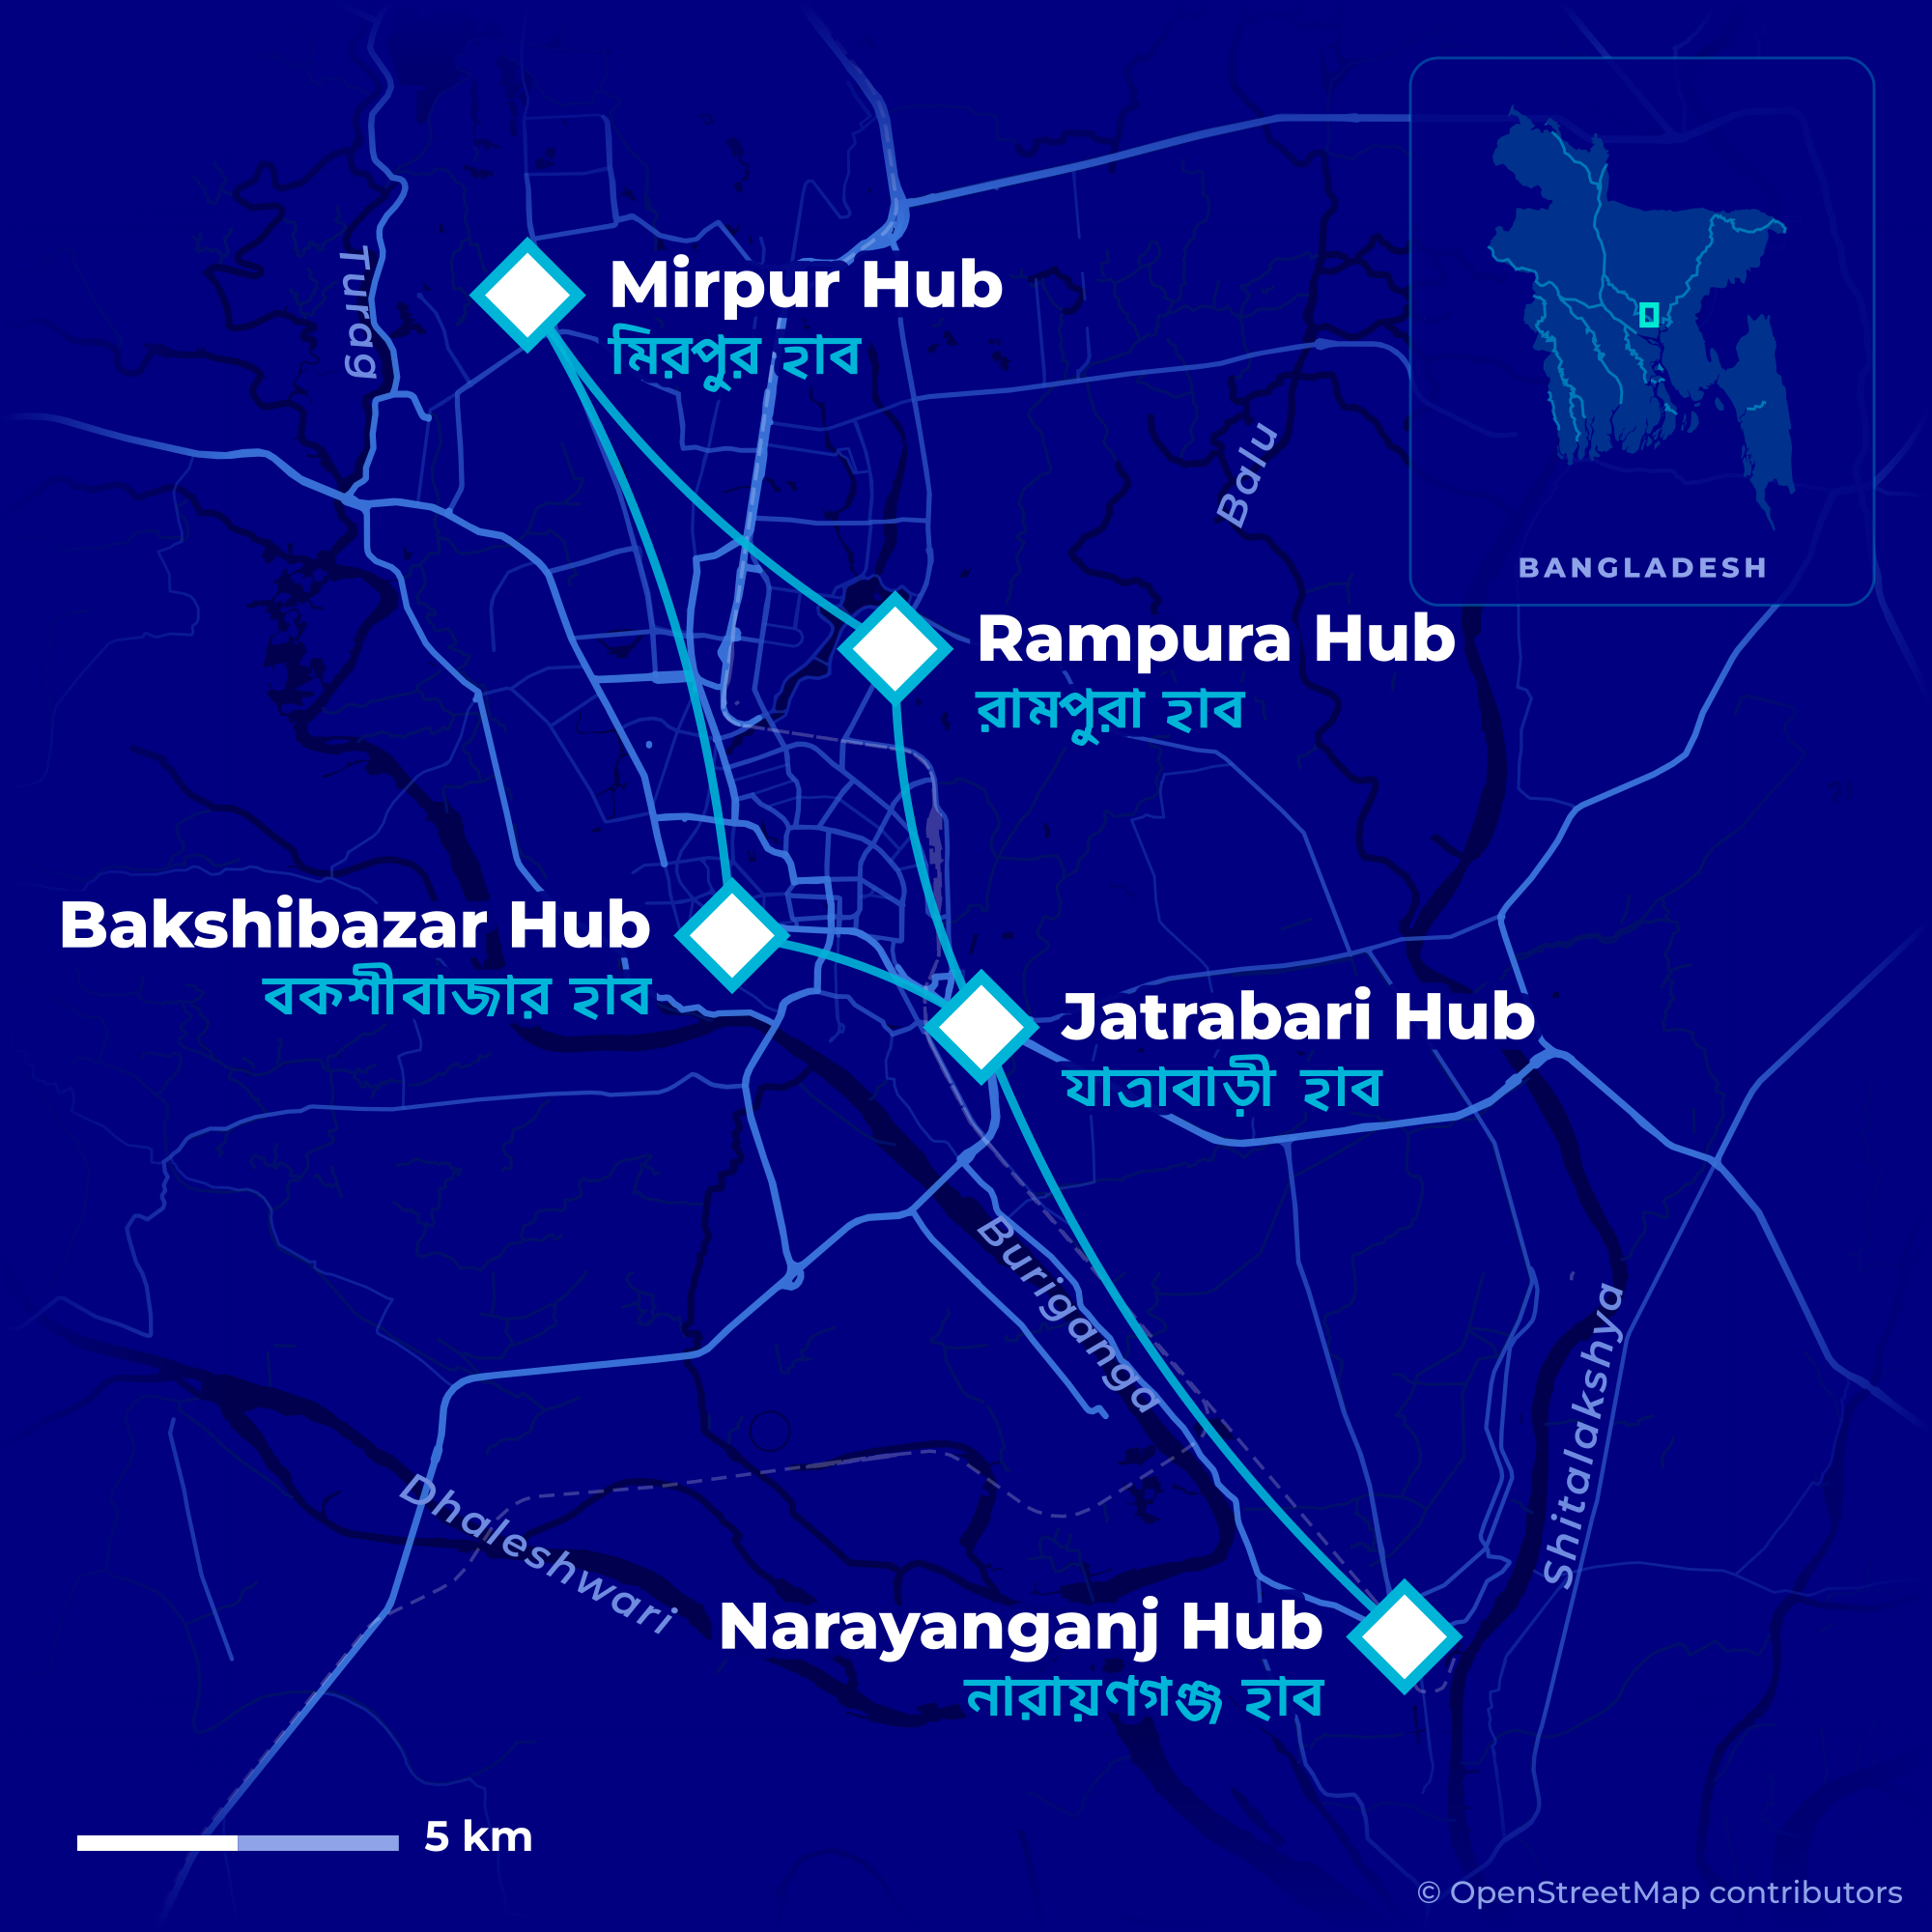 Turag
Mirpur Hub
মিরপুর হাব
Balu
BANGLADESH
Rampura Hub
রামপুরা হাব
Bakshibazar Hub
বকশীবাজার হাব
Jatrabari Hub
যাত্রাবাড়ী হাব
Buriganga
Shitalakshya
Dhaleshwari
Narayanganj Hub
নারায়ণগঞ্জ হাব
5 km
© OpenStreetMap contributors